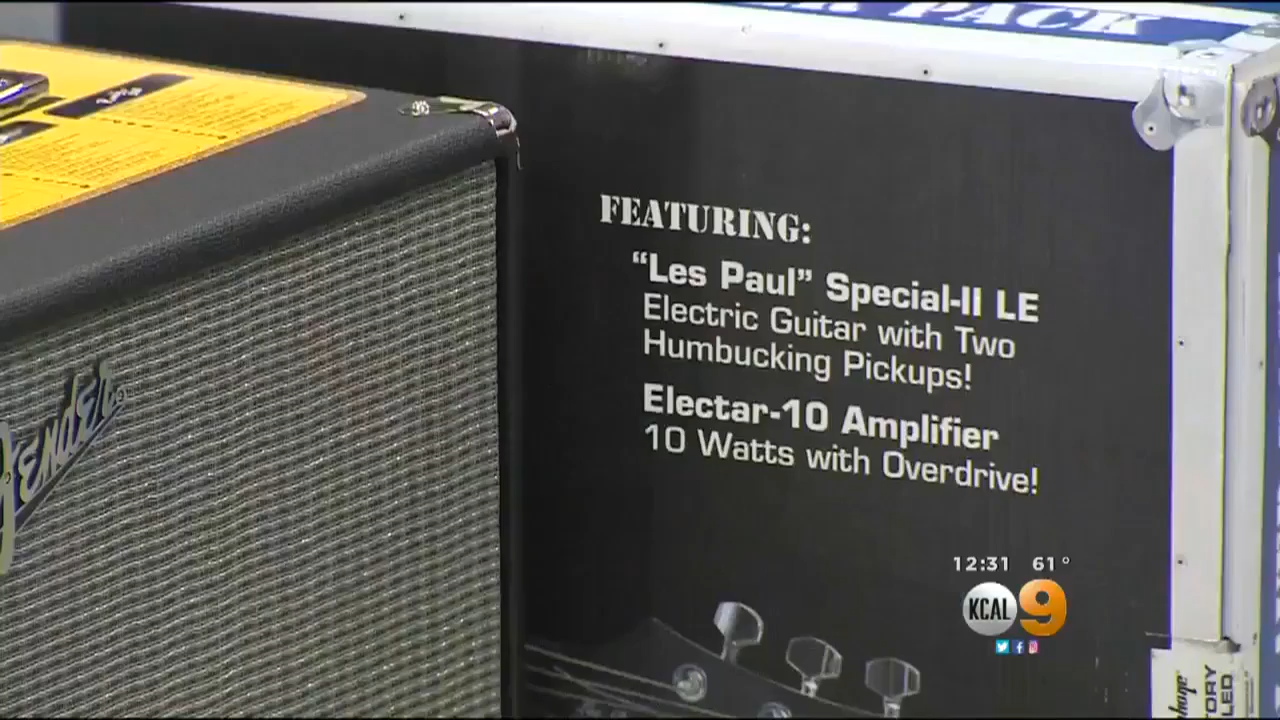 PACK
FEATURING:
"Les Paul" Special-II LE
Electric Guitar with Two
Humbucking Pickups!
Electar-10 Amplifier
10 Watts with Overdrive!
Fender
12:31 61°
KCAL 9